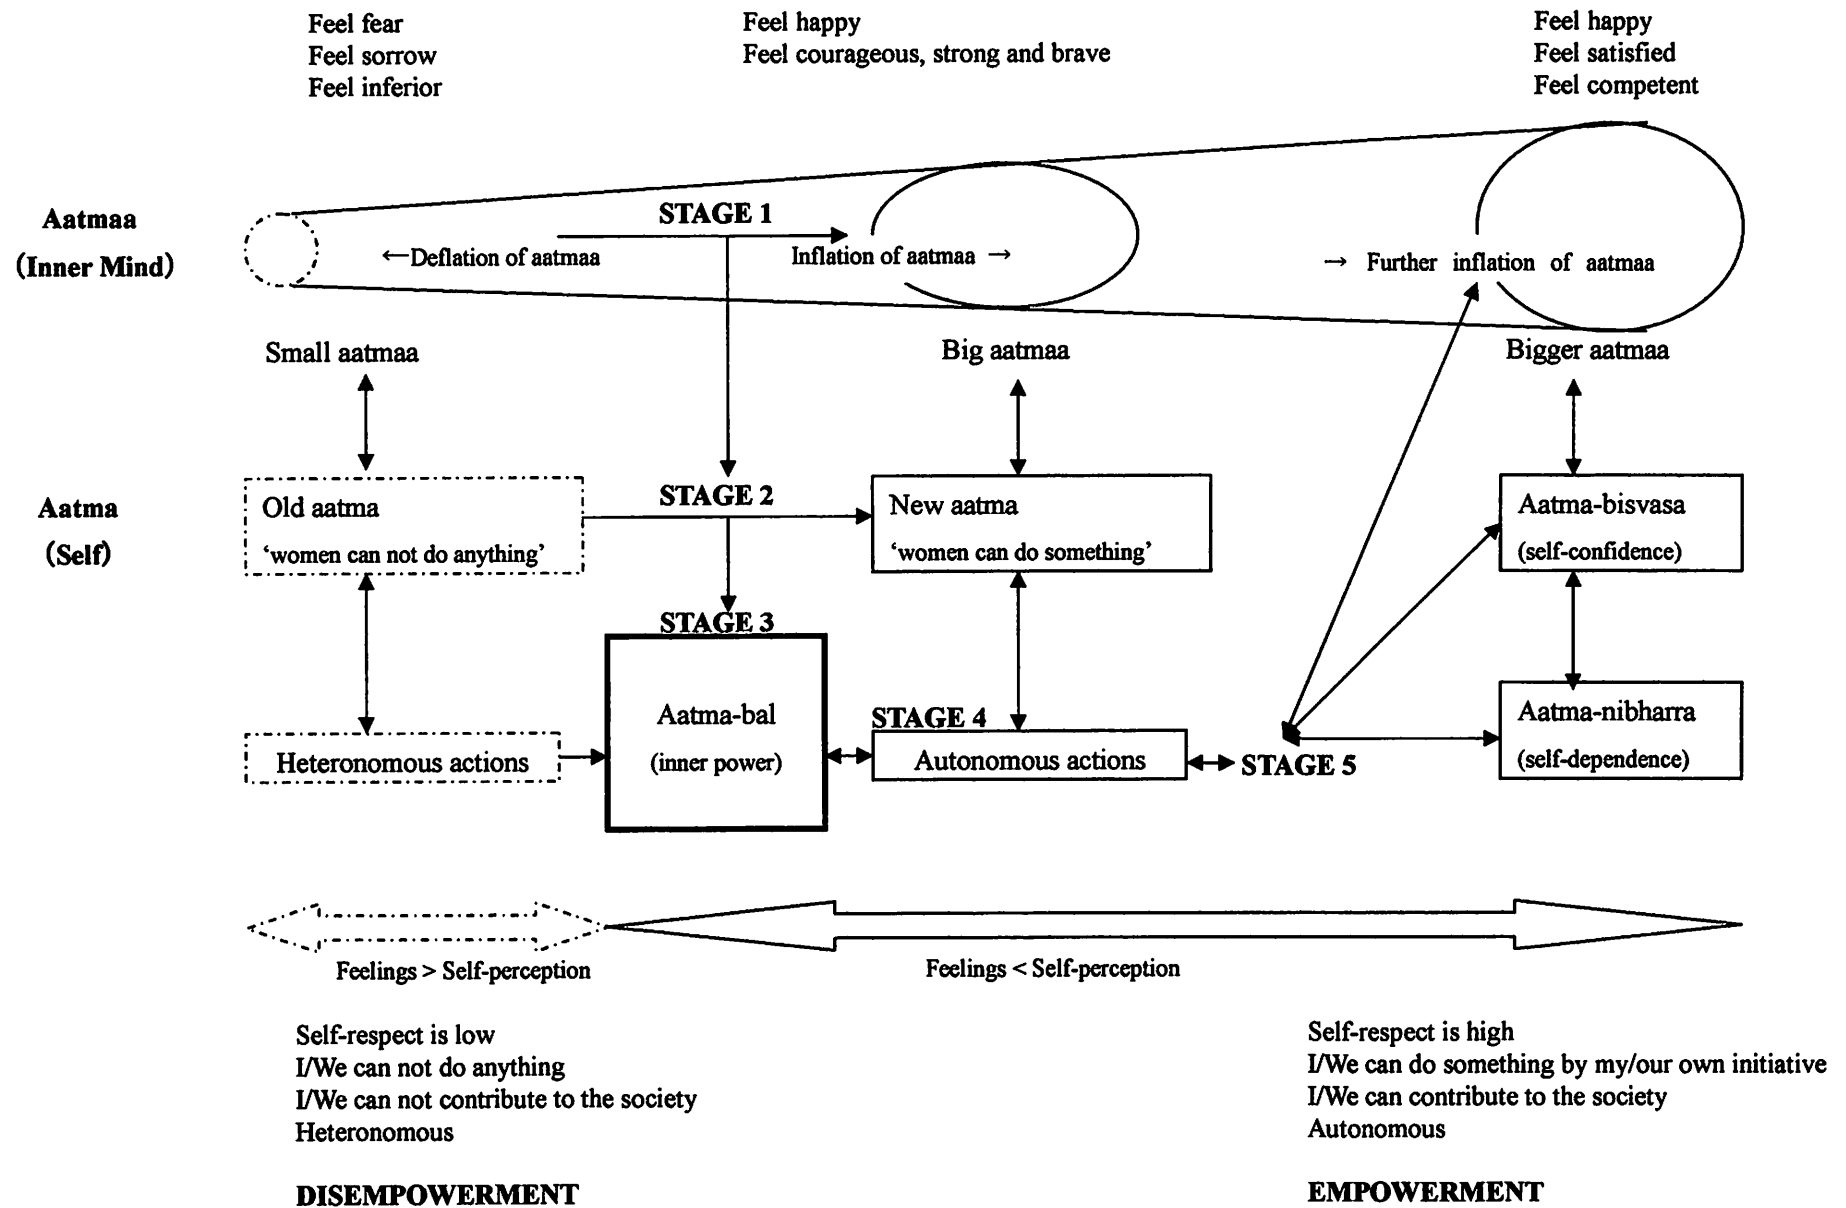 Feel fear
Feel sorrow
Feel inferior
Feel happy
Feel courageous, strong and brave
Feel happy
Feel satisfied
Feel competent
Aatmaa
(Inner Mind)
STAGE 1
←Deflation of aatmaa
Inflation of aatmaa →
→ Further inflation of aatmaa
Small aatmaa
Big aatmaa
Bigger aatmaa
Aatma
(Self)
Old aatma
‘women can not do anything’
STAGE 2
New aatma
‘women can do something’
Aatma-bisvasa
(self-confidence)
STAGE 3
Aatma-bal
(inner power)
Heteronomous actions
STAGE 4
Autonomous actions
STAGE 5
Aatma-nibharra
(self-dependence)
Feelings > Self-perception
Feelings < Self-perception
Self-respect is low
I/We can not do anything
I/We can not contribute to the society
Heteronomous
DISEMPOWERMENT
Self-respect is high
I/We can do something by my/our own initiative
I/We can contribute to the society
Autonomous
EMPOWERMENT